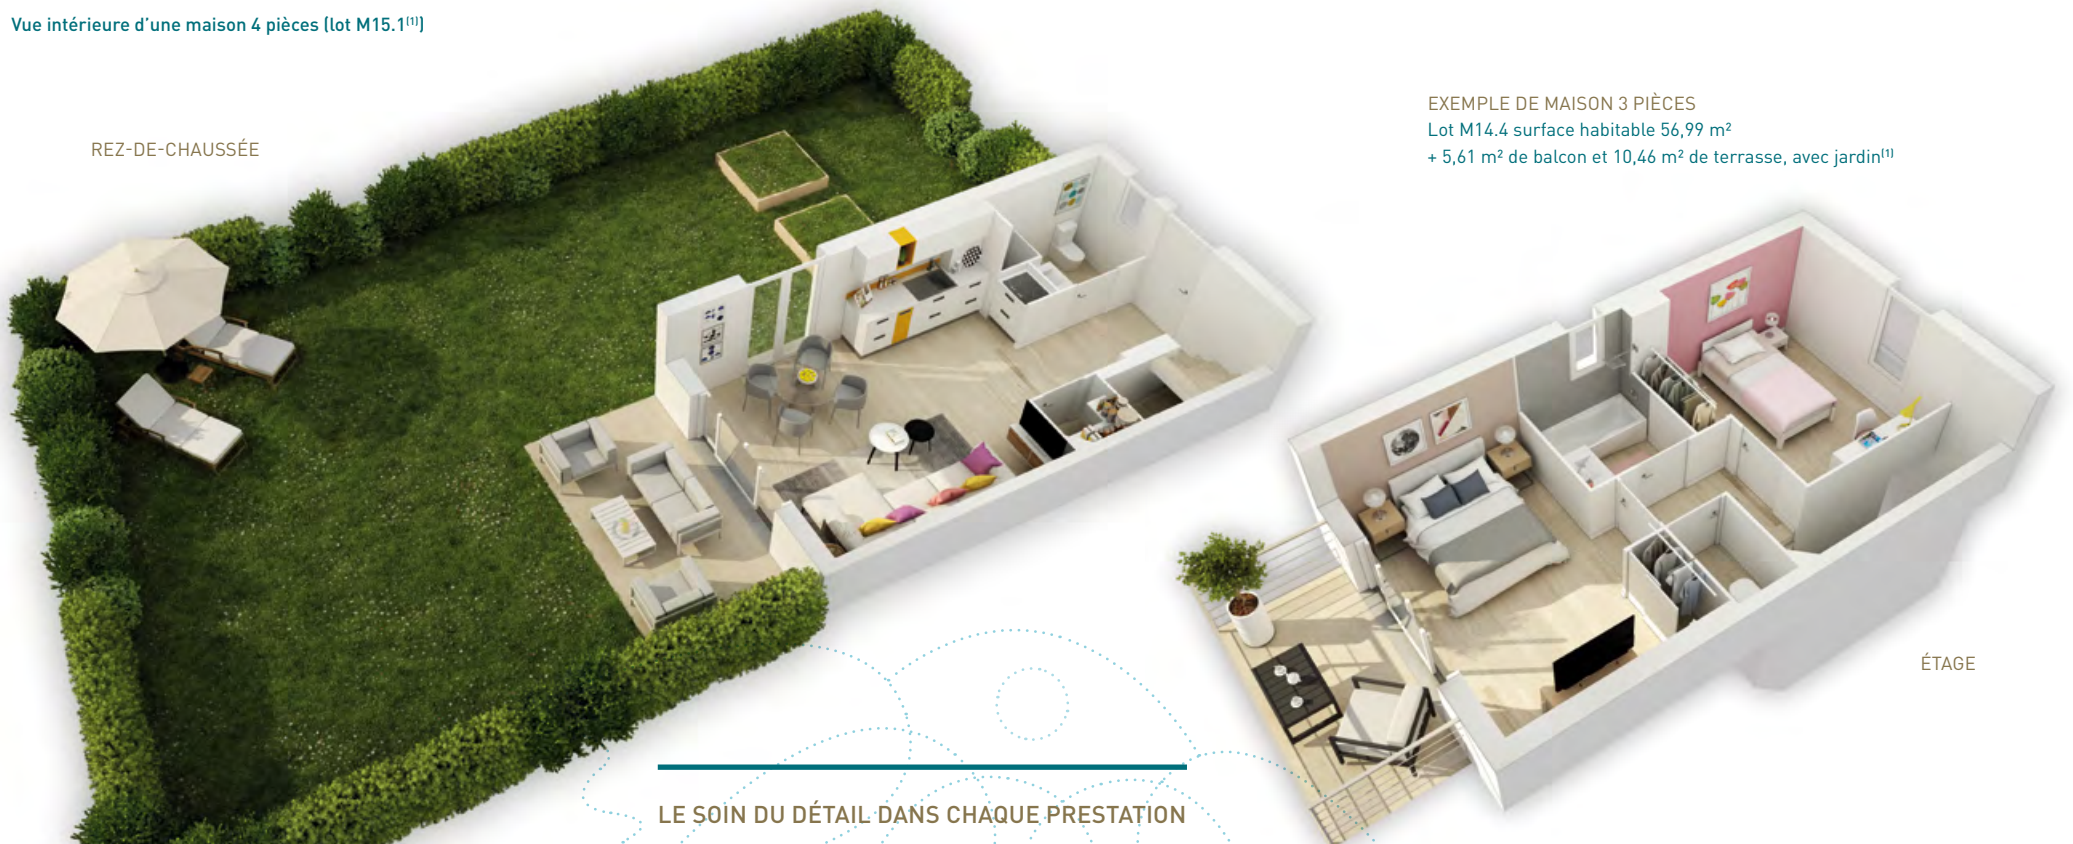 Vue intérieure d’une maison 4 pièces (lot M15.1⁽¹⁾)
REZ-DE-CHAUSSÉE
EXEMPLE DE MAISON 3 PIÈCES
Lot M14.4 surface habitable 56,99 m²
+ 5,61 m² de balcon et 10,46 m² de terrasse, avec jardin⁽¹⁾
ÉTAGE
LE SOIN DU DÉTAIL DANS CHAQUE PRESTATION